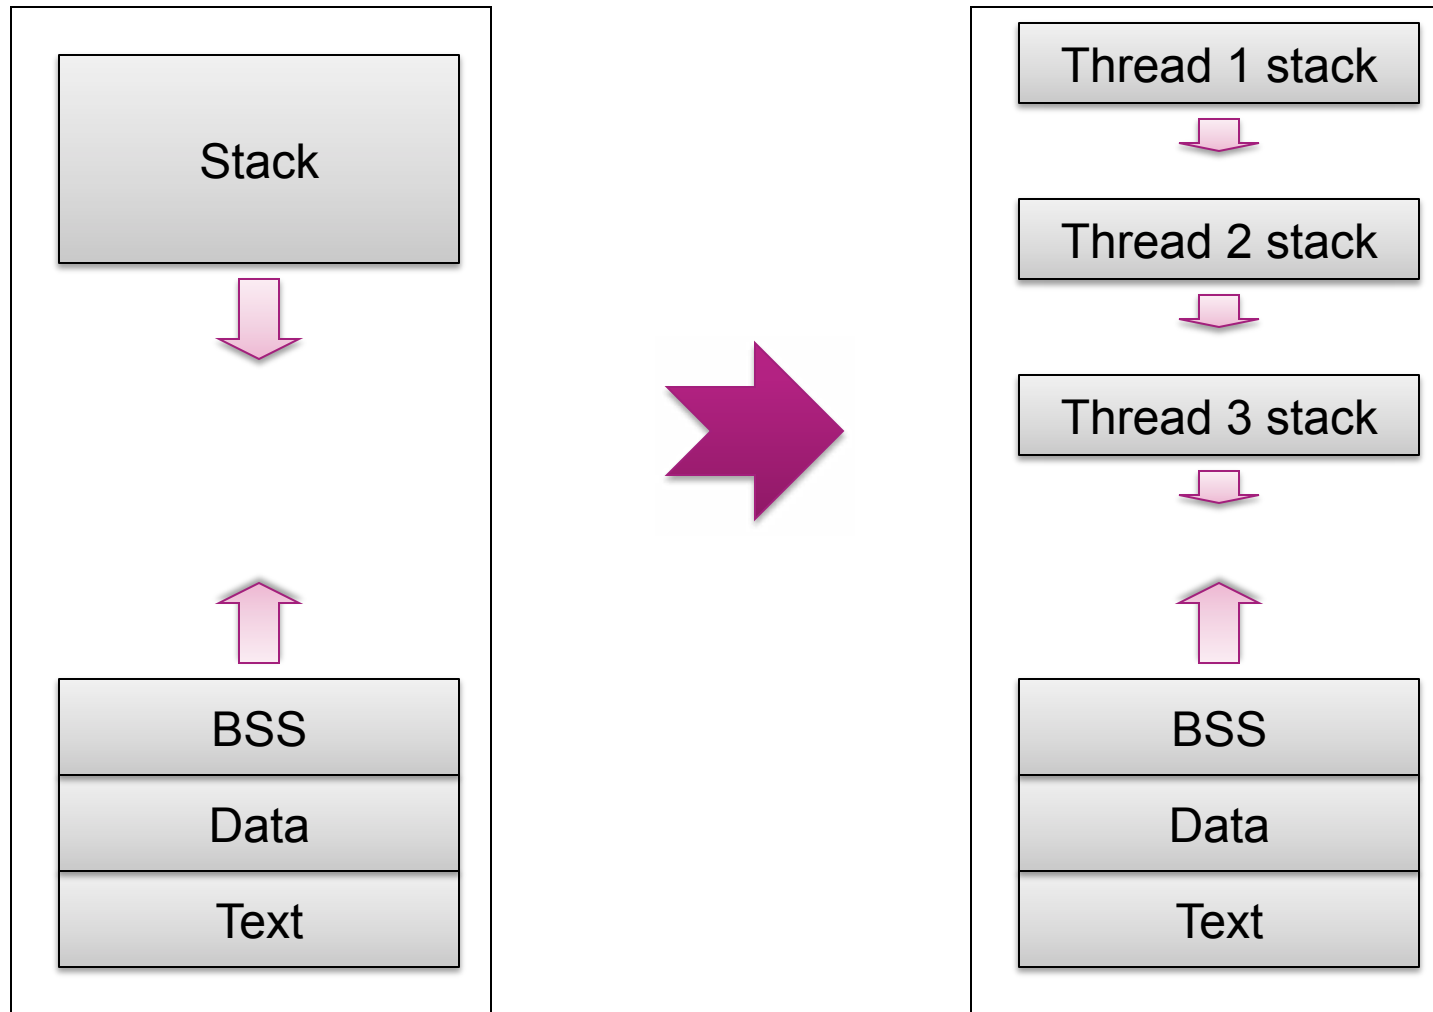 Stack
BSS
Data
Text
Thread 1 stack
Thread 2 stack
Thread 3 stack
BSS
Data
Text